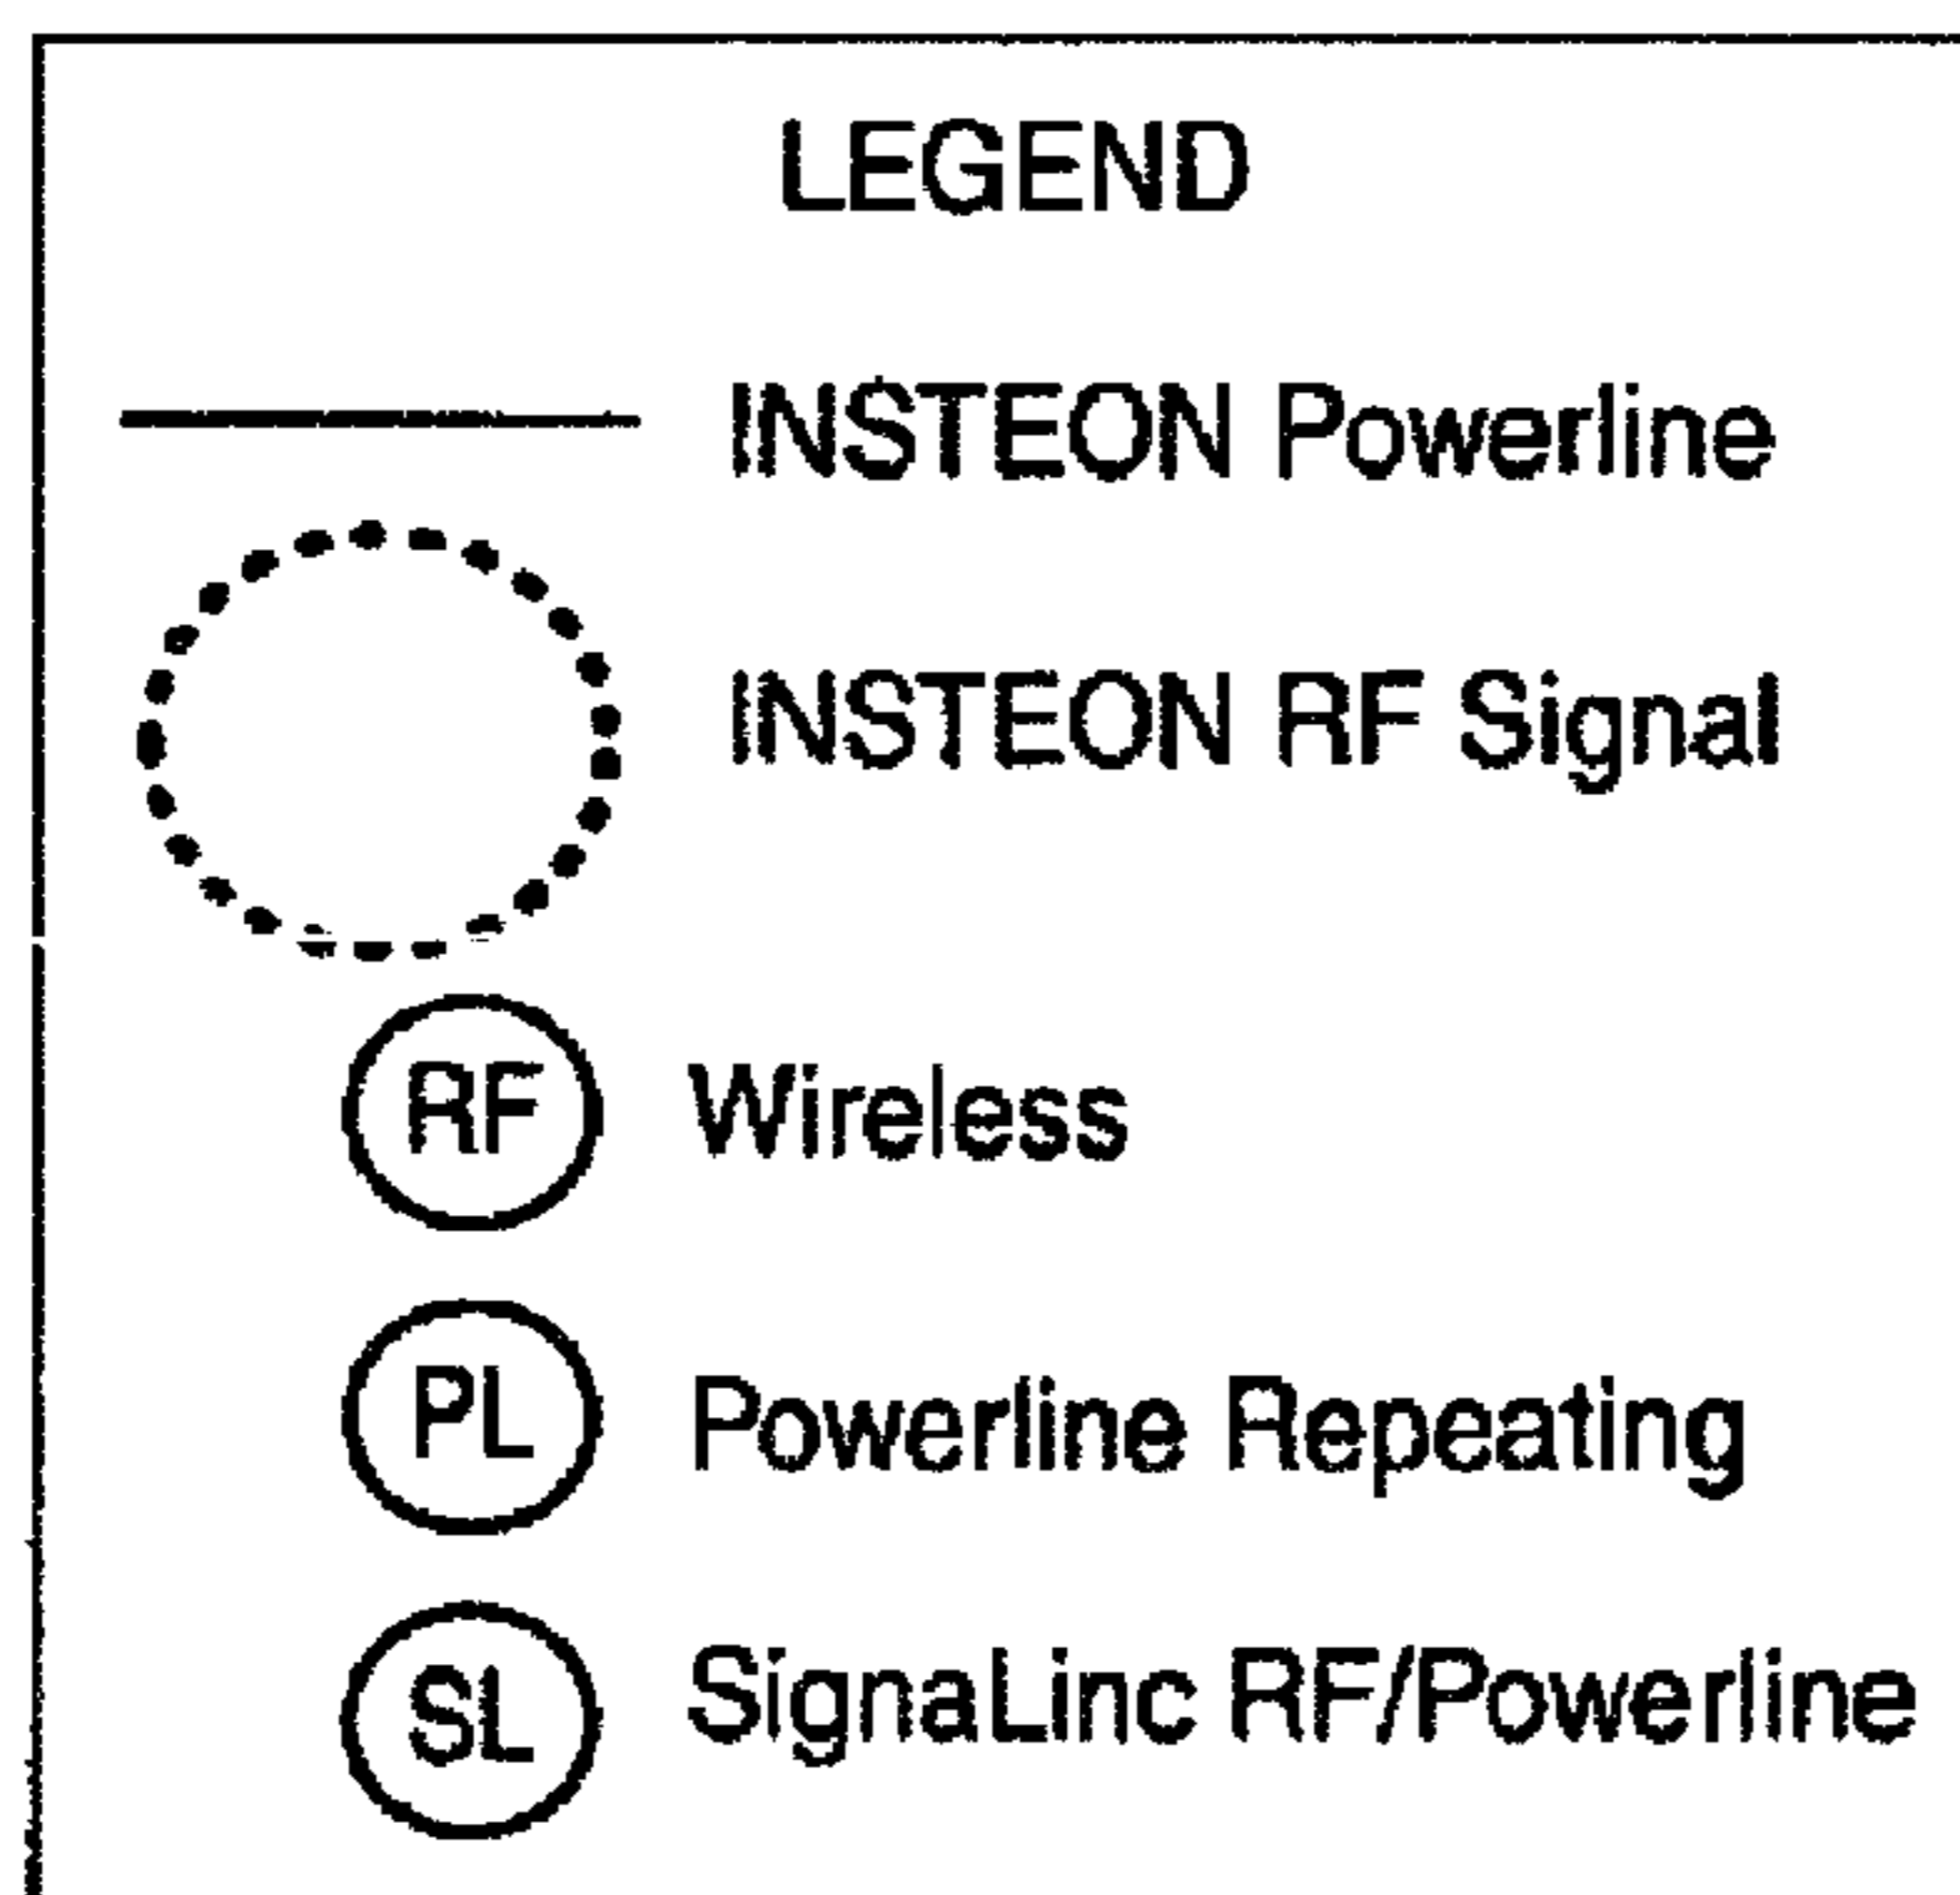 LEGEND
INSTEON Powerline
INSTEON RF Signal
RF Wireless
PL Powerline Repeating
SL SignaLinc RF/Powerline